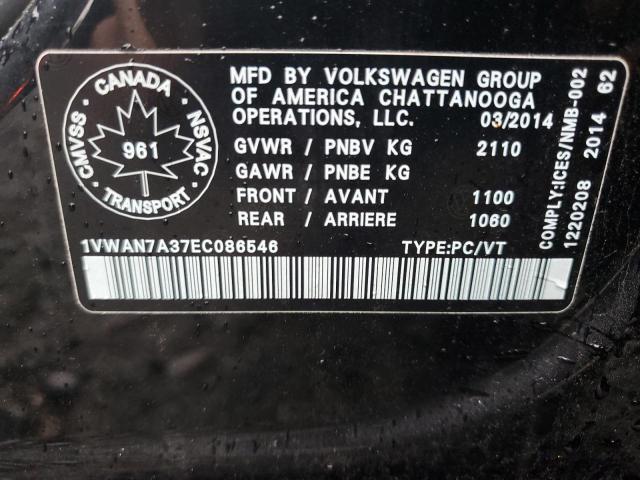 CANADA
CMVSS
NSVAC
961
TRANSPORT
MFD BY VOLKSWAGEN GROUP
OF AMERICA CHATTANOOGA
OPERATIONS, LLC. 03/2014
GVWR / PNBV KG 2110
GAWR / PNBE KG
FRONT / AVANT 1100
REAR / ARRIERE 1060
1VWAN7A37EC086546 TYPE:PC/VT
COMPLY:ICES/NMB-002
1220208 2014 62